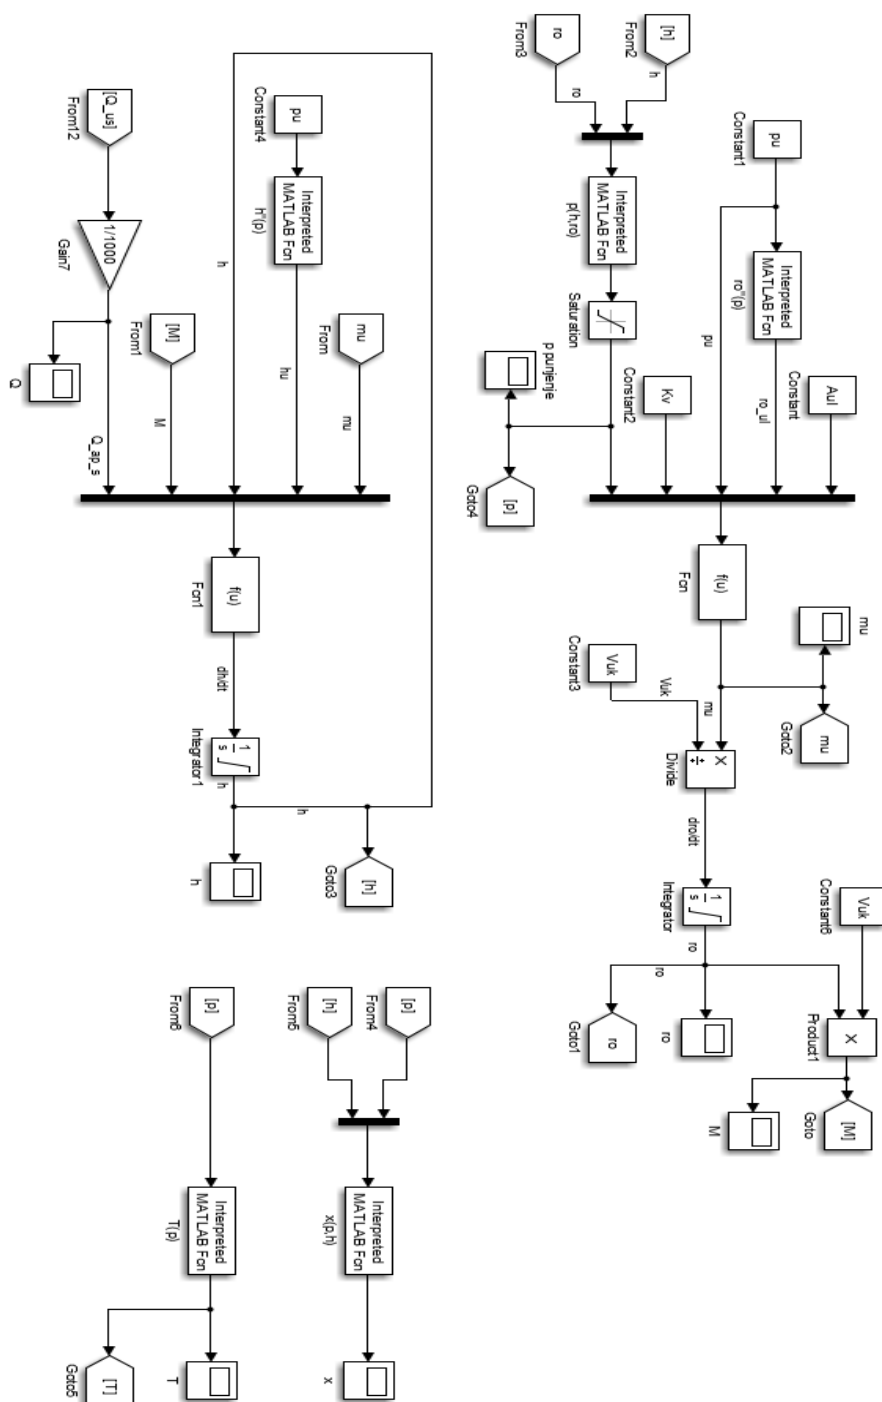 Aul
Constant
mu
mu
Goto2
Vuk
Constant6
X
Product1
[M]
Goto
M
pu
Constant1
Interpreted
MATLAB Fcn
ro''(p)
ro_ul
pu
f(u)
Fcn
mu
X
÷
Divide
dro/dt
1
s
Integrator
ro
ro
ro
ro
Goto1
[h]
From2
h
ro
From3
ro
Interpreted
MATLAB Fcn
p(h,ro)
Saturation
Kv
Constant2
p punjenje
[p]
Goto4
Vuk
Constant3
Vuk
mu
From
mu
pu
Constant4
Interpreted
MATLAB Fcn
h''(p)
hu
h
[M]
From1
M
[Q_us]
From12
1/1000
Gain7
Q_ap_s
Q
f(u)
Fcn1
dh/dt
1
s
Integrator1
h
h
[h]
Goto3
h
[p]
From4
[h]
From5
Interpreted
MATLAB Fcn
x(p,h)
x
[p]
From6
Interpreted
MATLAB Fcn
T(p)
T
[T]
Goto5